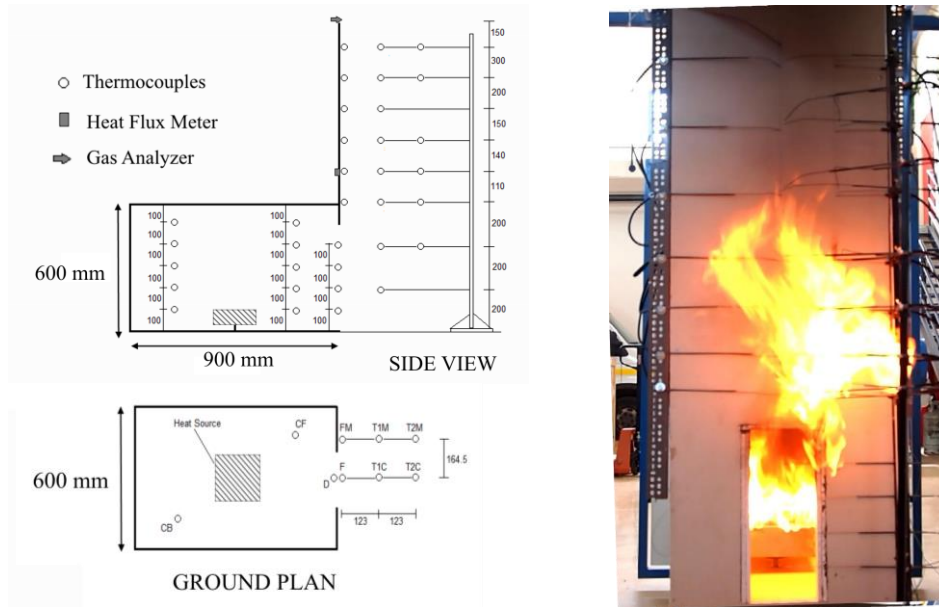 Thermocouples
Heat Flux Meter
Gas Analyzer
150
300
200
150
140
110
200
200
200
100 100
100 100 100
100 100 100
100 100 100
100 100 100
600 mm
900 mm
SIDE VIEW
Heat Source
CF
FM T1M T2M
164.5
F T1C T2C
D
600 mm
123 123
CB
GROUND PLAN